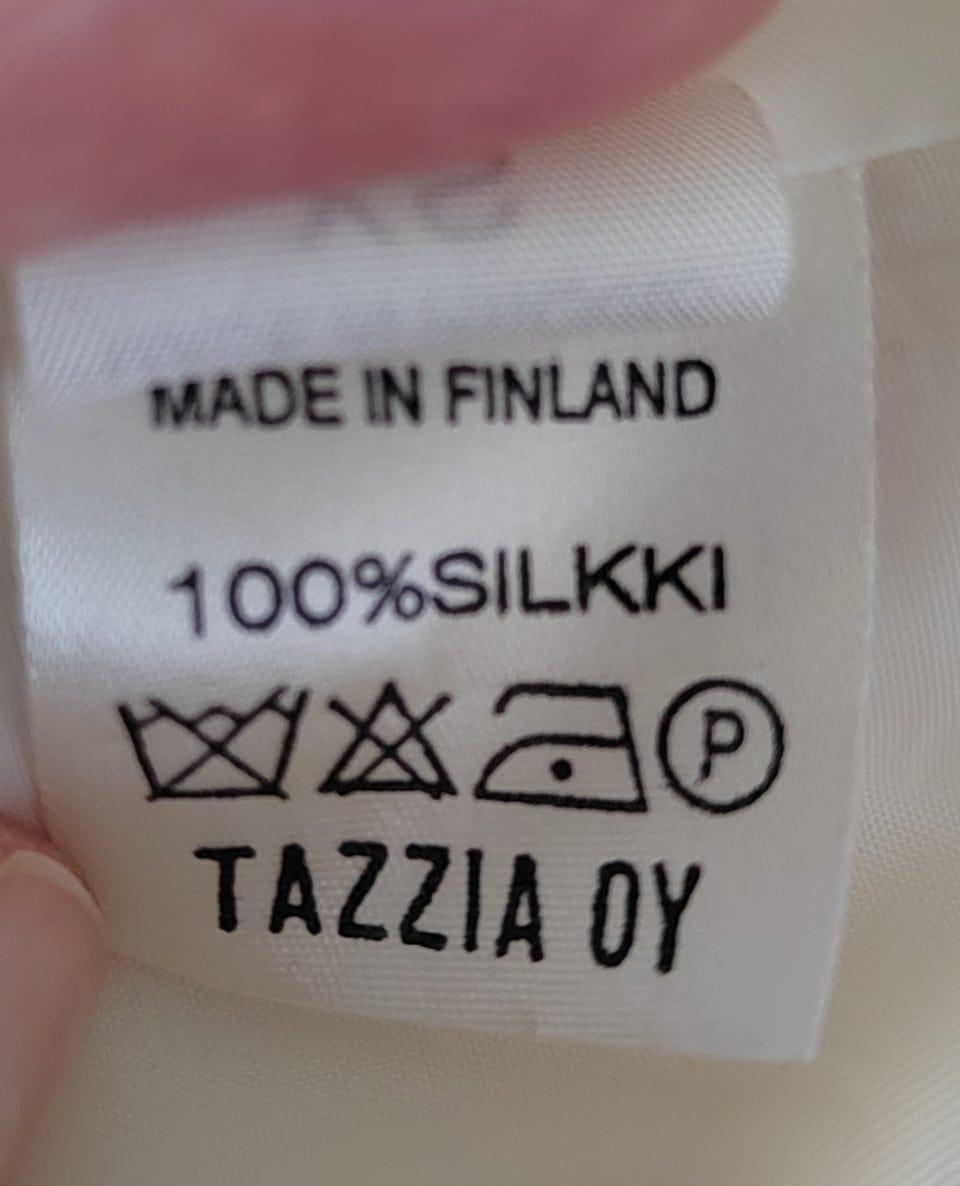 MADE IN FINLAND
100%SILKKI
P
TAZZIA OY